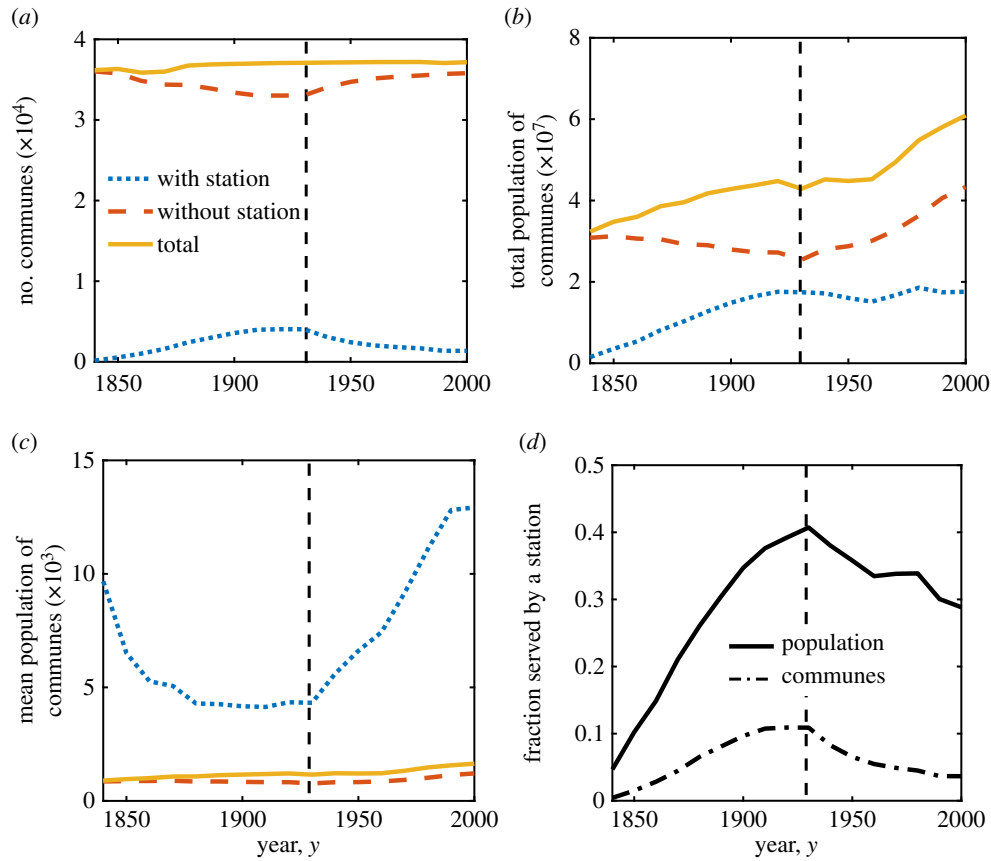 (a)
no. communes (×10⁴)
4
3
2
1
0
with station
without station
total
1850
1900
1950
2000
(b)
total population of
communes (×10⁷)
8
6
4
2
0
1850
1900
1950
2000
(c)
mean population of
communes (×10³)
15
10
5
0
1850
1900
1950
2000
year, y
(d)
fraction served by a station
0.5
0.4
0.3
0.2
0.1
0
population
communes
1850
1900
1950
2000
year, y